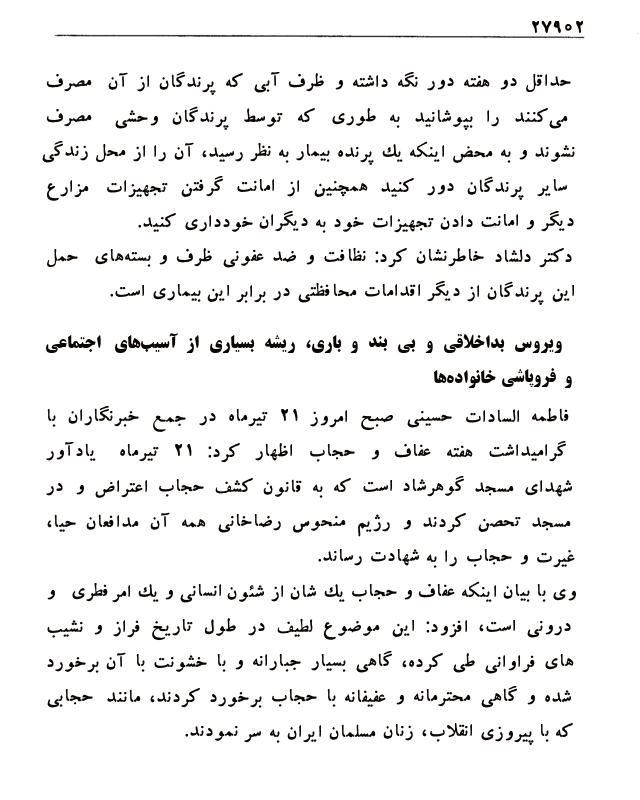 ۲۷۹۰۲
حداقل دو هفته دور نگه داشته و ظرف آبی که پرندگان از آن مصرف
می‌کنند را بپوشانید به طوری که توسط پرندگان وحشی مصرف
نشوند و به محض اینکه یك پرنده بیمار به نظر رسید، آن را از محل زندگی
سایر پرندگان دور کنید همچنین از امانت گرفتن تجهیزات مزارع
دیگر و امانت دادن تجهیزات خود به دیگران خودداری کنید.
دکتر دلشاد خاطرنشان کرد: نظافت و ضد عفونی ظرف و بسته‌های حمل
این پرندگان از دیگر اقدامات محافظتی در برابر این بیماری است.
ویروس بداخلاقی و بی بند و باری، ریشه بسیاری از آسیب‌های اجتماعی
و فروپاشی خانواده‌ها
فاطمه السادات حسینی صبح امروز ۲۱ تیرماه در جمع خبرنگاران با
گرامیداشت هفته عفاف و حجاب اظهار کرد: ۲۱ تیرماه یادآور
شهدای مسجد گوهرشاد است که به قانون کشف حجاب اعتراض و در
مسجد تحصن کردند و رژیم منحوس رضاخانی همه آن مدافعان حیا،
غیرت و حجاب را به شهادت رساند.
وی با بیان اینکه عفاف و حجاب یك شان از شئون انسانی و یك امر فطری و
درونی است، افزود: این موضوع لطیف در طول تاریخ فراز و نشیب
های فراوانی طی کرده، گاهی بسیار جبارانه و با خشونت با آن برخورد
شده و گاهی محترمانه و عفیفانه با حجاب برخورد کردند، مانند حجابی
که با پیروزی انقلاب، زنان مسلمان ایران به سر نمودند.